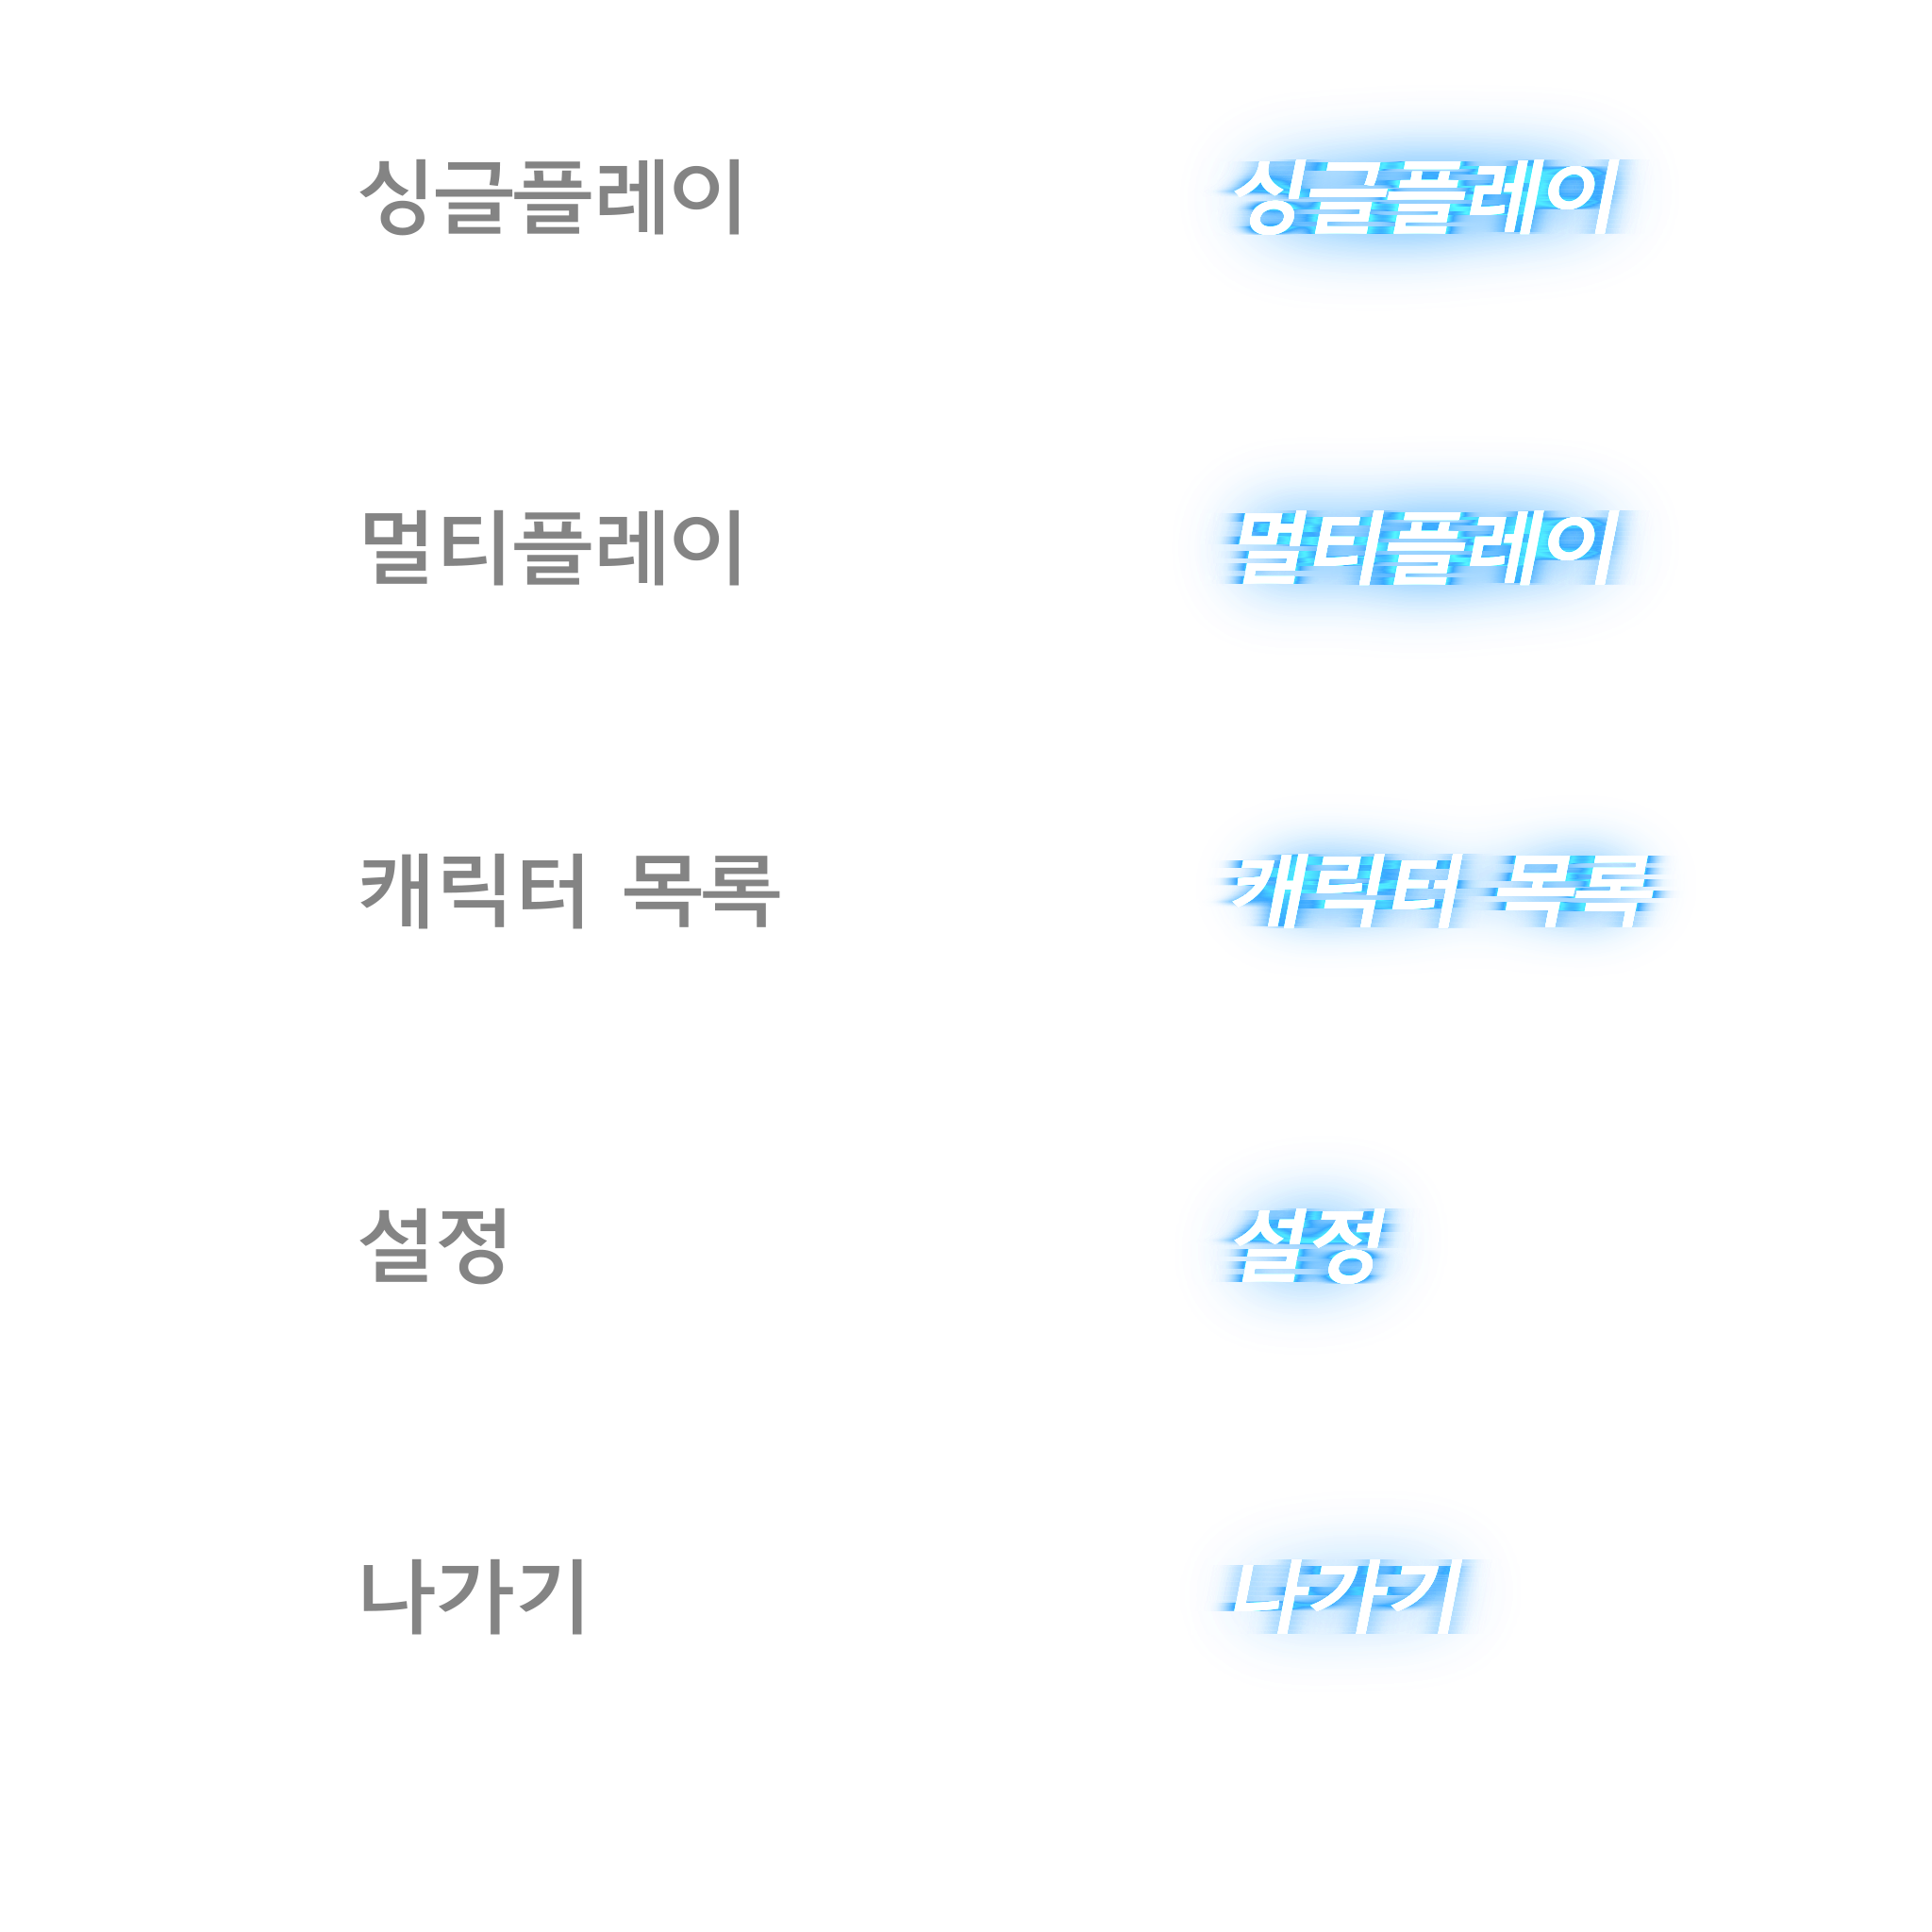 싱글플레이 싱글플레이
멀티플레이 멀티플레이
캐릭터 목록 캐릭터 목록
설정 설정
나가기 나가기